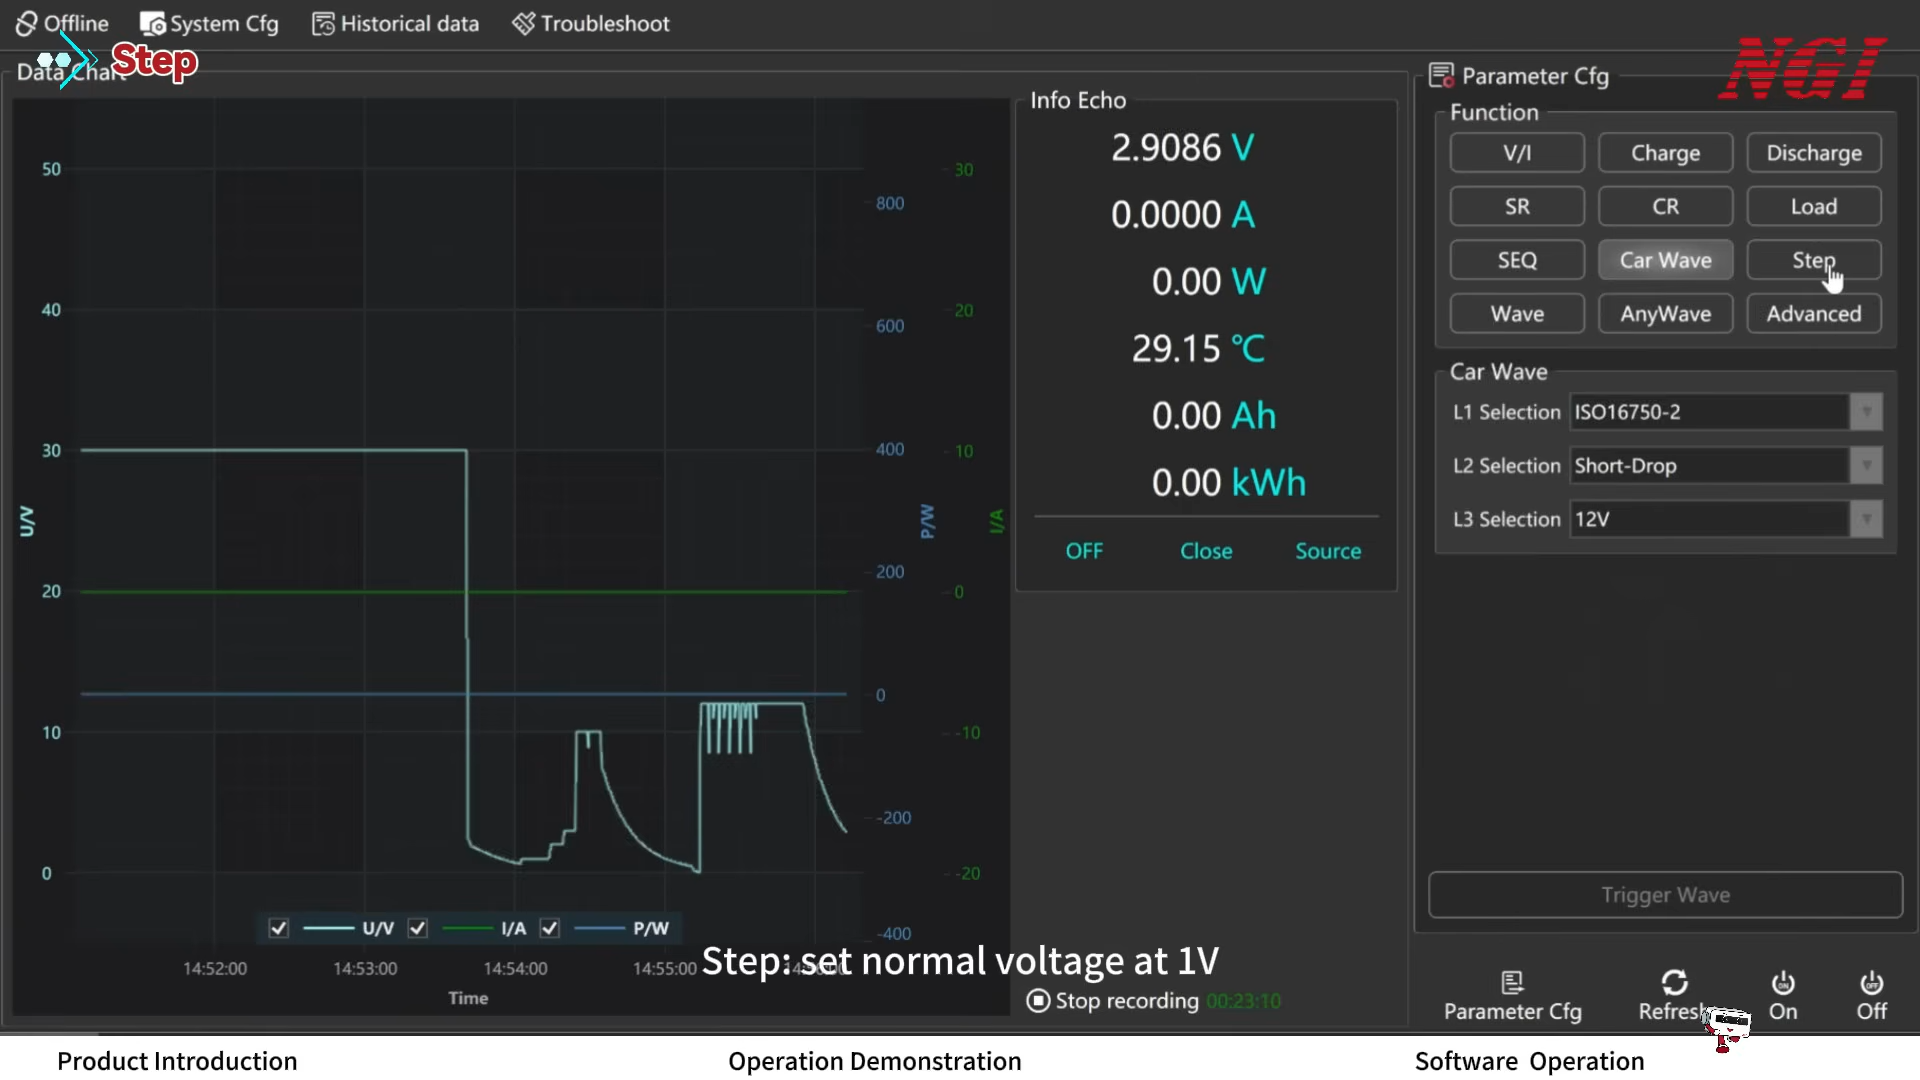 Offline
System Cfg
Historical data
Troubleshoot
Step
Data Chart
NGI
50
40
30
20
10
0
U/V
800
600
400
200
0
-200
-400
P/W
30
20
10
0
-10
-20
I/A
U/V
I/A
P/W
14:52:00
14:53:00
14:54:00
14:55:00
Time
Info Echo
2.9086 V
0.0000 A
0.00 W
29.15 ℃
0.00 Ah
0.00 kWh
OFF
Close
Source
Step: set normal voltage at 1V
Stop recording 00:23:10
Parameter Cfg
Function
V/I
Charge
Discharge
SR
CR
Load
SEQ
Car Wave
Step
Wave
AnyWave
Advanced
Car Wave
L1 Selection ISO16750-2
L2 Selection Short-Drop
L3 Selection 12V
Trigger Wave
Parameter Cfg
Refresh
On
Off
Product Introduction
Operation Demonstration
Software Operation